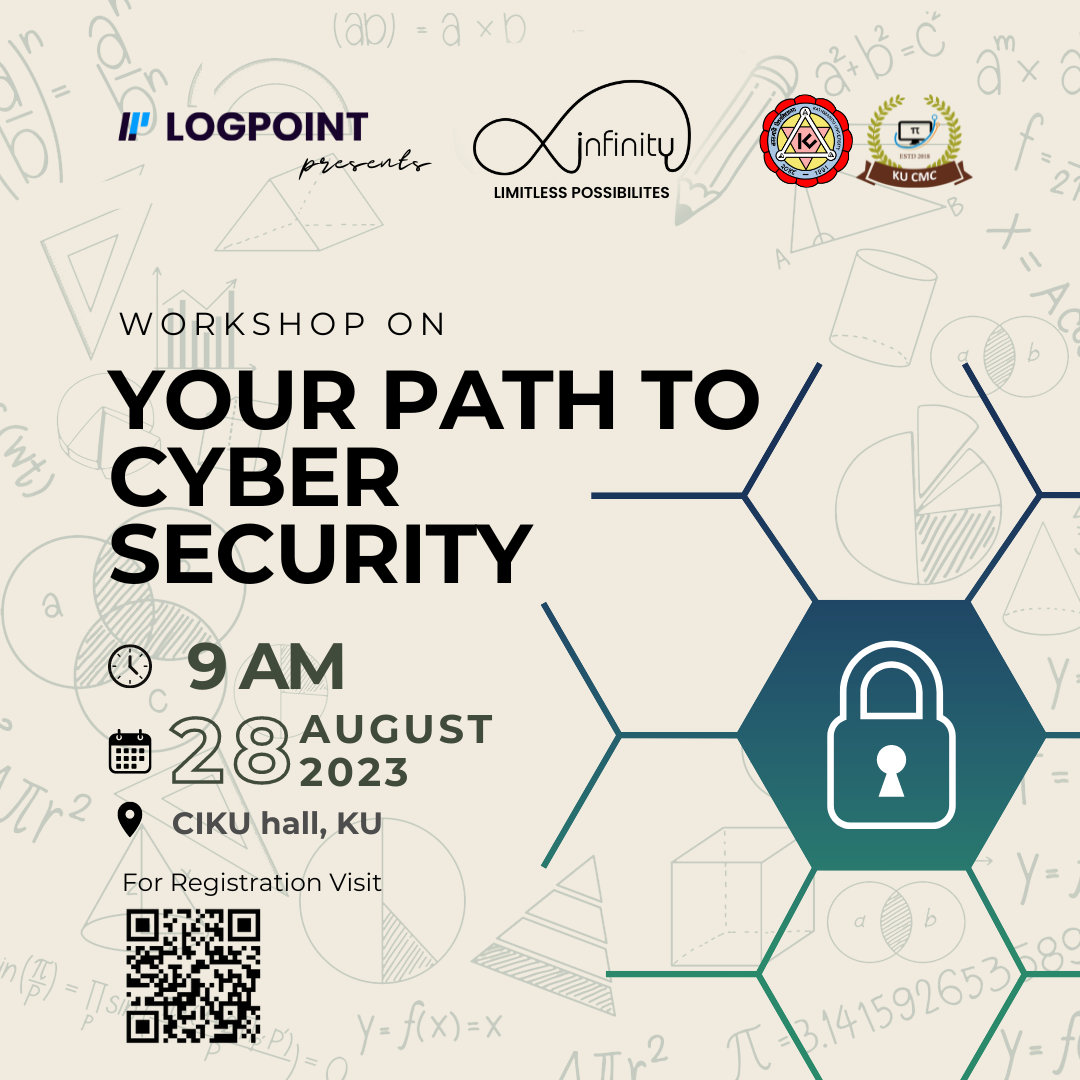 (ab) = a x b
LOGPOINT
presents
infinity
LIMITLESS POSSIBILITES
ESTD 2018
KU CMC
WORKSHOP ON
YOUR PATH TO
CYBER
SECURITY
9 AM
28 AUGUST
2023
CIKU hall, KU
For Registration Visit
y = f(x) = x